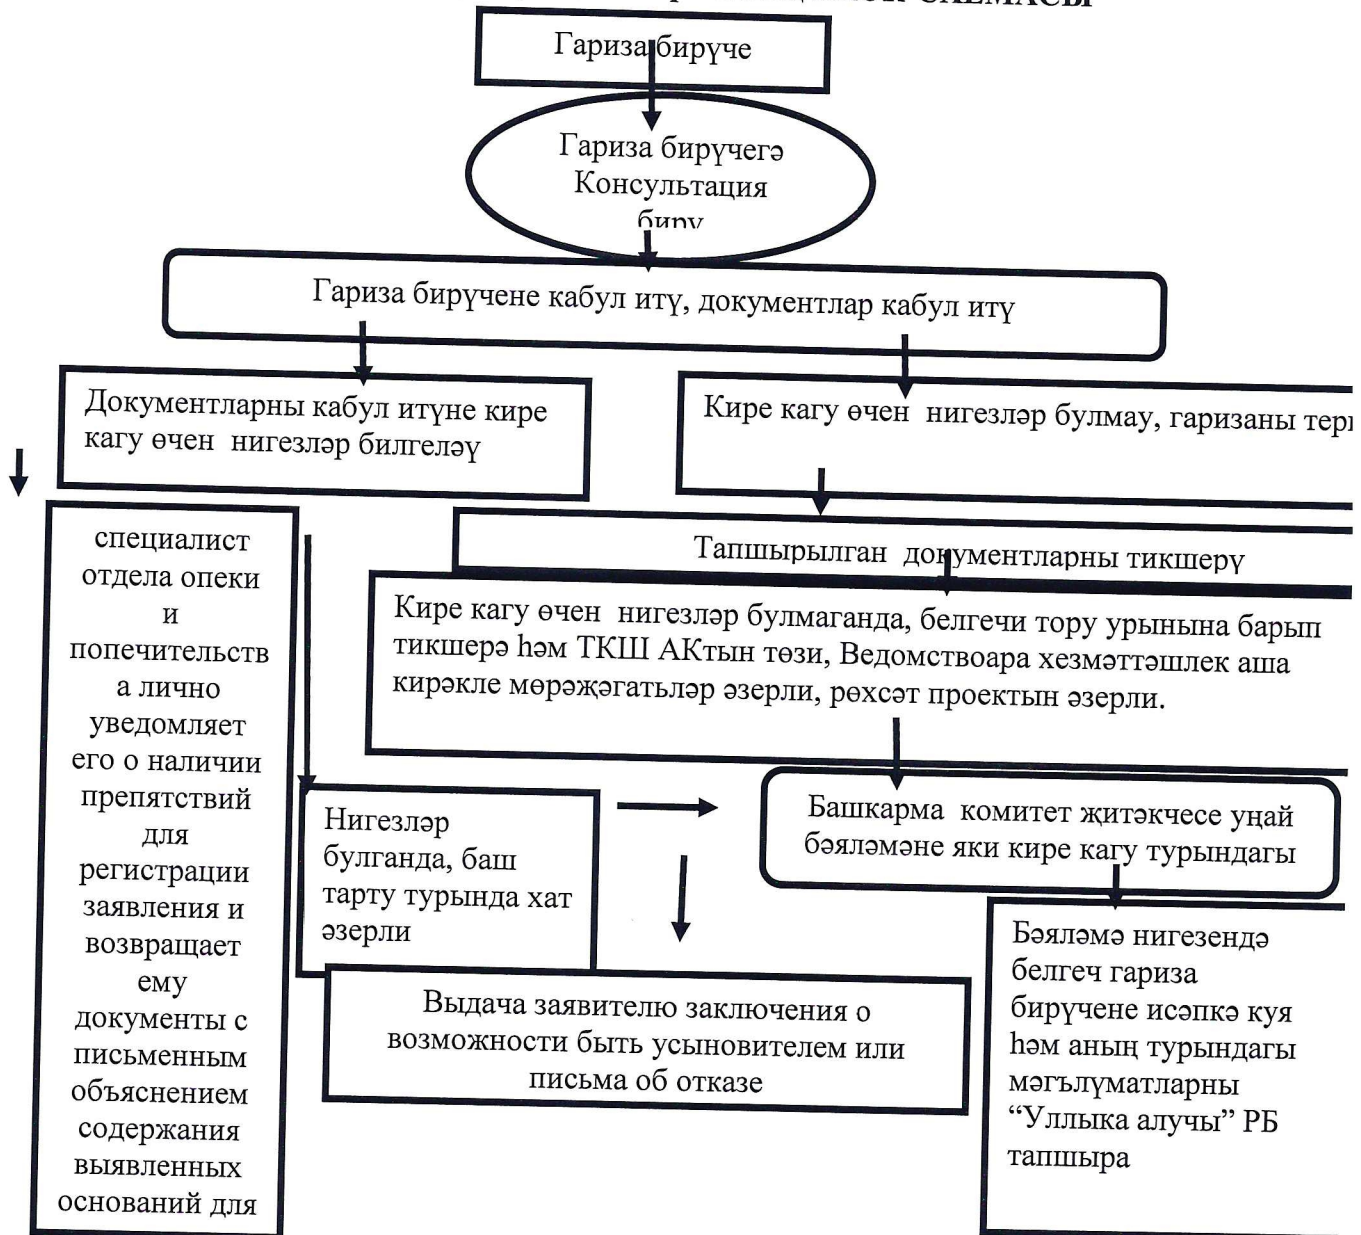 СХЕМАСЫ
Гариза бирүче
Гариза бирүчегә
Консультация
бирү
Гариза бирүчене кабул итү, документлар кабул итү
Документларны кабул итүне кире
кагу өчен нигезләр билгеләү
Кире кагу өчен нигезләр булмау, гаризаны
Тапшырылган документларны тикшерү
Кире кагу өчен нигезләр булмаганда, белгечи тору урынына барып
тикшерә һәм ТКШ АКтын төзи, Ведомствоара хезмәттәшлек аша
кирәкле мөрәҗәгатьләр әзерли, рөхсәт проектын әзерли.
специалист
отдела опеки
и
попечительств
а лично
уведомляет
его о наличии
препятствий
для
регистрации
заявления и
возвращает
ему
документы с
письменным
объяснением
содержания
выявленных
оснований для
Нигезләр
булганда, баш
тарту турында хат
әзерли
Башкарма комитет җитәкчесе уңай
бәяләмәне яки кире кагу турындагы
Выдача заявителю заключения о
возможности быть усыновителем или
письма об отказе
Бәяләмә нигезендә
белгеч гариза
бирүчене исәпкә куя
һәм аның турындагы
мәгълүматларны
“Уллыка алучы” РБ
тапшыра